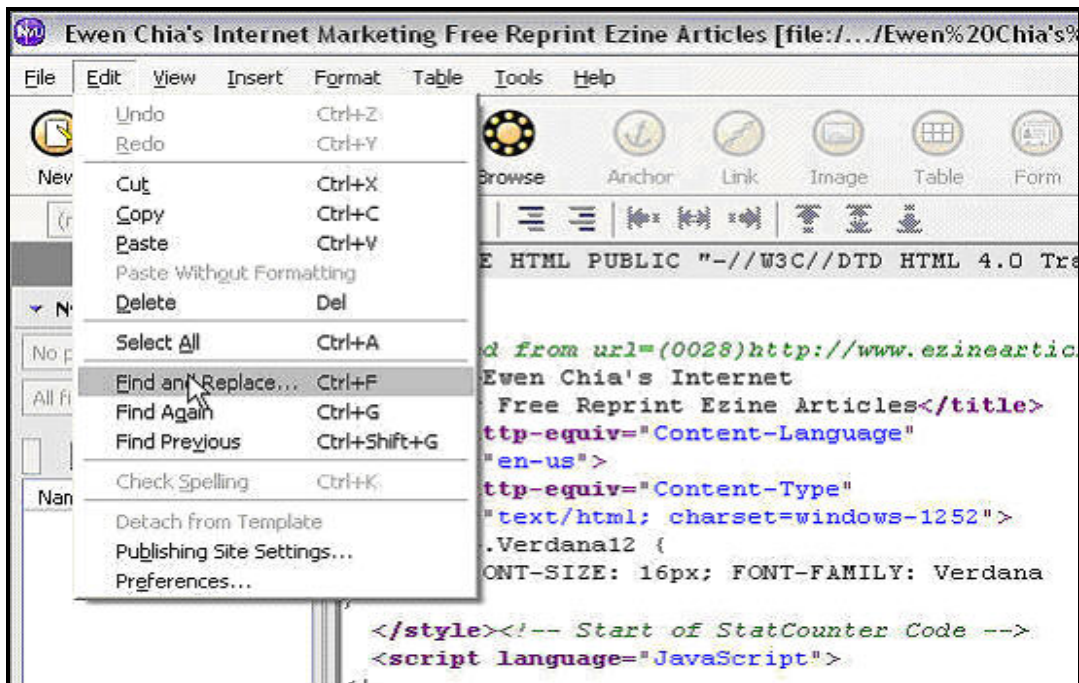 Ewen Chia's Internet Marketing Free Reprint Ezine Articles [file:/.../Ewen%20Chia's%
File Edit View Insert Format Table Tools Help
Undo Ctrl+Z
Redo Ctrl+Y
Cut Ctrl+X
Copy Ctrl+C
Paste Ctrl+V
Paste Without Formatting
Delete Del
Select All Ctrl+A
Find and Replace... Ctrl+F
Find Again Ctrl+G
Find Previous Ctrl+Shift+G
Check Spelling Ctrl+K
Detach from Template
Publishing Site Settings...
Preferences...
New Browse Anchor Link Image Table Form
E HTML PUBLIC "-//W3C//DTD HTML 4.0 Tra
d from url=(0028)http://www.ezineartic
Ewen Chia's Internet
Free Reprint Ezine Articles</title>
ttp-equiv="Content-Language"
"en-us">
ttp-equiv="Content-Type"
"text/html; charset=windows-1252">
.Verdana12 {
ONT-SIZE: 16px; FONT-FAMILY: Verdana
}
</style><!-- Start of StatCounter Code -->
<script language="JavaScript">
No p
All fi
Nam